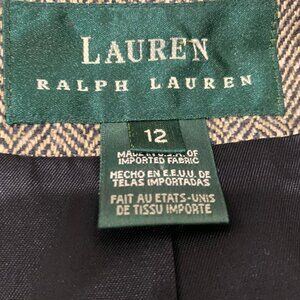 LAUREN
RALPH LAUREN
12
MADE IN U.S.A. OF
IMPORTED FABRIC
HECHO EN E.E.U.U. DE
TELAS IMPORTADAS
FAIT AU ETATS-UNIS
DE TISSU IMPORTE